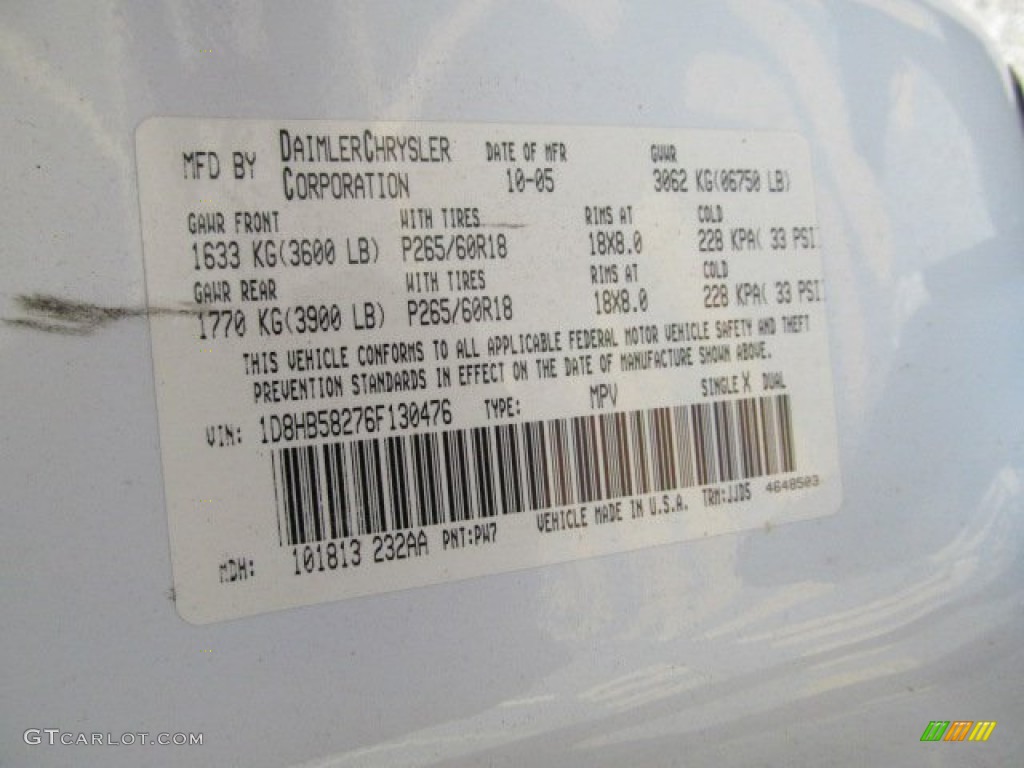 MFD BY DAIMLERCHRYSLER CORPORATION DATE OF MFR 10-05 GVWR 3062 KG(06750 LB)
GAWR FRONT WITH TIRES RIMS AT COLD
1633 KG(3600 LB) P265/60R18 18X8.0 228 KPA( 33 PSI)
GAWR REAR WITH TIRES RIMS AT COLD
1770 KG(3900 LB) P265/60R18 18X8.0 228 KPA( 33 PSI)
THIS VEHICLE CONFORMS TO ALL APPLICABLE FEDERAL MOTOR VEHICLE SAFETY AND THEFT
PREVENTION STANDARDS IN EFFECT ON THE DATE OF MANUFACTURE SHOWN ABOVE.
VIN: 1D8HB58276F130476 TYPE: MPV SINGLE X DUAL
MDH: 101813 232AA PNT:PW7 VEHICLE MADE IN U.S.A. TRM:JJD5 4648503
GTCARLOT.COM